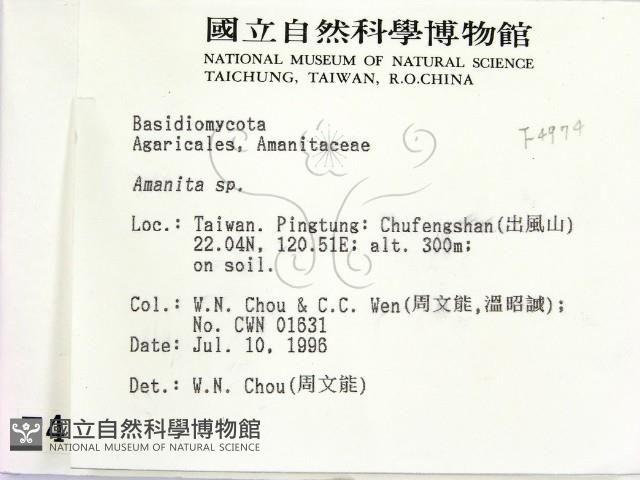 國立自然科學博物館
NATIONAL MUSEUM OF NATURAL SCIENCE
TAICHUNG, TAIWAN, R.O.CHINA
Basidiomycota
F-4974
Agaricales, Amanitaceae
Amanita sp.
Loc.: Taiwan. Pingtung: Chufengshan(出風山)
22.04N, 120.51E; alt. 300m;
on soil.
Col.: W.N. Chou & C.C. Wen(周文能,溫昭誠);
No. CWN 01631
Date: Jul. 10, 1996
Det.: W.N. Chou(周文能)
國立自然科學博物館
NATIONAL MUSEUM OF NATURAL SCIENCE